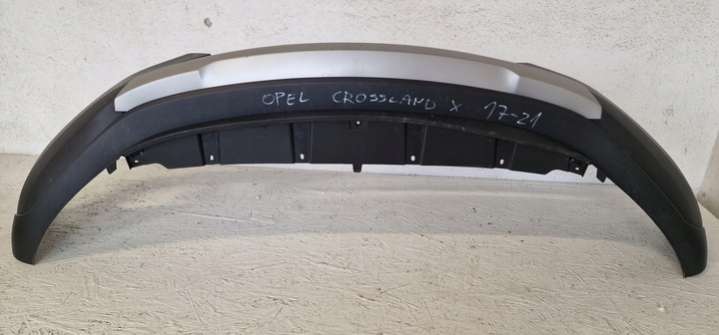 OPEL CROSSLAND X 17-21